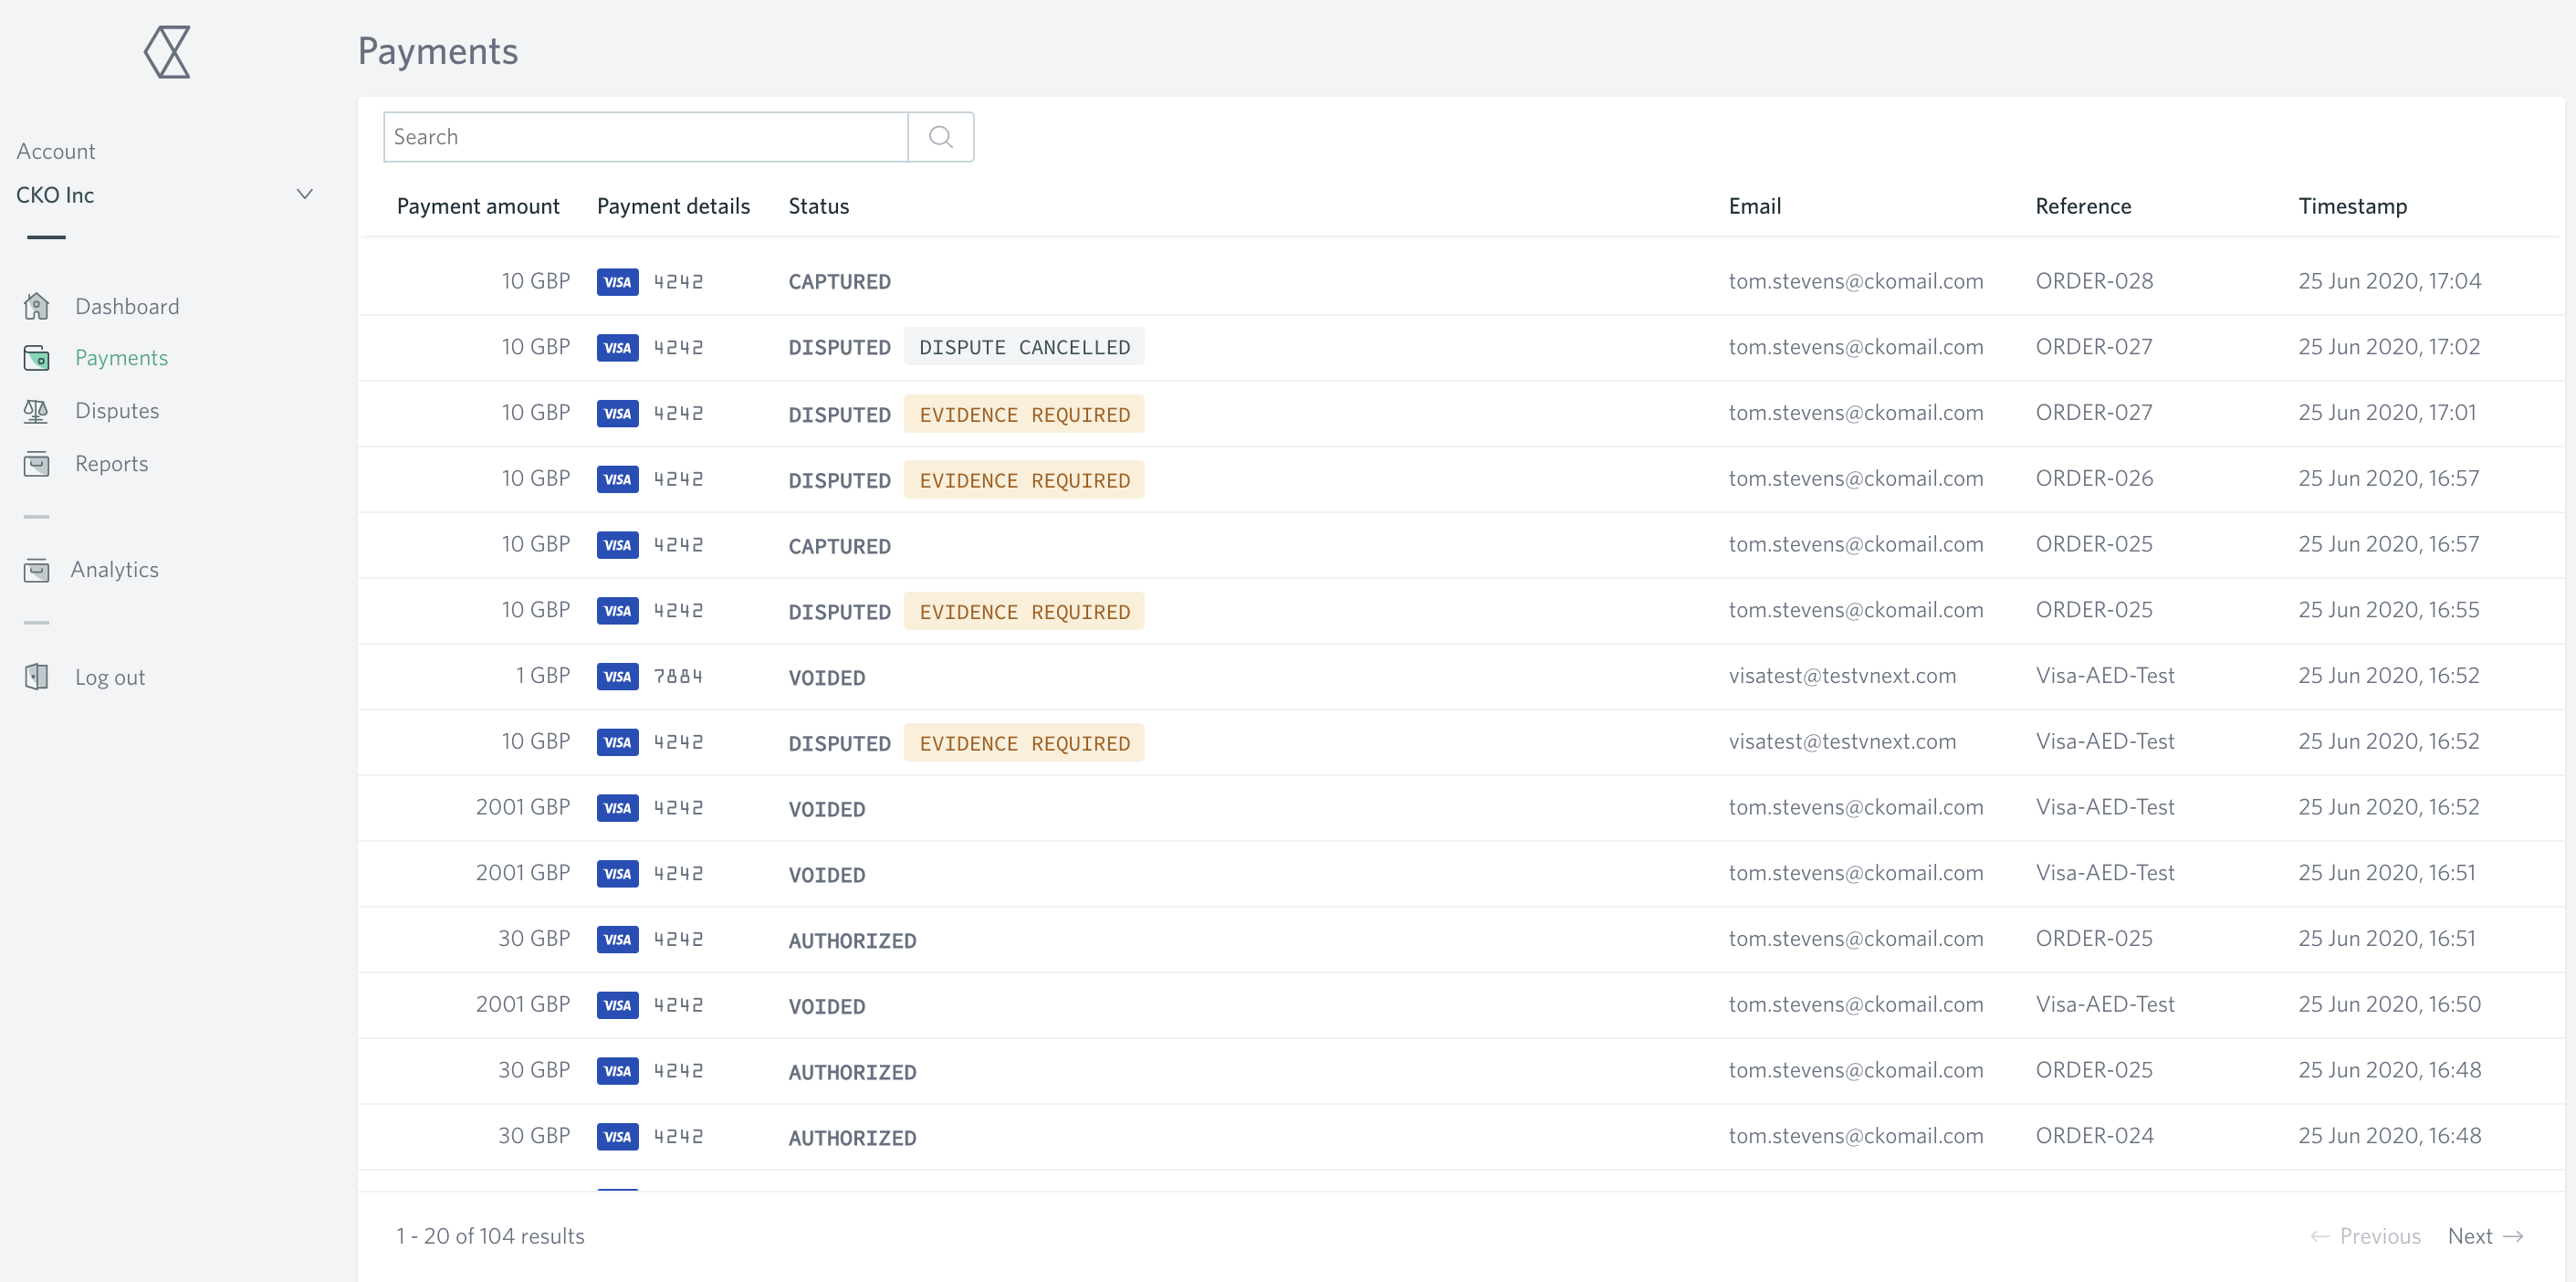 Payments
Account
CKO Inc
Dashboard
Payments
Disputes
Reports
Analytics
Log out
Search
Payment amount Payment details Status Email Reference Timestamp
10 GBP VISA 4242 CAPTURED tom.stevens@ckomail.com ORDER-028 25 Jun 2020, 17:04
10 GBP VISA 4242 DISPUTED DISPUTE CANCELLED tom.stevens@ckomail.com ORDER-027 25 Jun 2020, 17:02
10 GBP VISA 4242 DISPUTED EVIDENCE REQUIRED tom.stevens@ckomail.com ORDER-027 25 Jun 2020, 17:01
10 GBP VISA 4242 DISPUTED EVIDENCE REQUIRED tom.stevens@ckomail.com ORDER-026 25 Jun 2020, 16:57
10 GBP VISA 4242 CAPTURED tom.stevens@ckomail.com ORDER-025 25 Jun 2020, 16:57
10 GBP VISA 4242 DISPUTED EVIDENCE REQUIRED tom.stevens@ckomail.com ORDER-025 25 Jun 2020, 16:55
1 GBP VISA 7884 VOIDED visatest@testvnext.com Visa-AED-Test 25 Jun 2020, 16:52
10 GBP VISA 4242 DISPUTED EVIDENCE REQUIRED visatest@testvnext.com Visa-AED-Test 25 Jun 2020, 16:52
2001 GBP VISA 4242 VOIDED tom.stevens@ckomail.com Visa-AED-Test 25 Jun 2020, 16:52
2001 GBP VISA 4242 VOIDED tom.stevens@ckomail.com Visa-AED-Test 25 Jun 2020, 16:51
30 GBP VISA 4242 AUTHORIZED tom.stevens@ckomail.com ORDER-025 25 Jun 2020, 16:51
2001 GBP VISA 4242 VOIDED tom.stevens@ckomail.com Visa-AED-Test 25 Jun 2020, 16:50
30 GBP VISA 4242 AUTHORIZED tom.stevens@ckomail.com ORDER-025 25 Jun 2020, 16:48
30 GBP VISA 4242 AUTHORIZED tom.stevens@ckomail.com ORDER-024 25 Jun 2020, 16:48
1 - 20 of 104 results
← Previous Next →